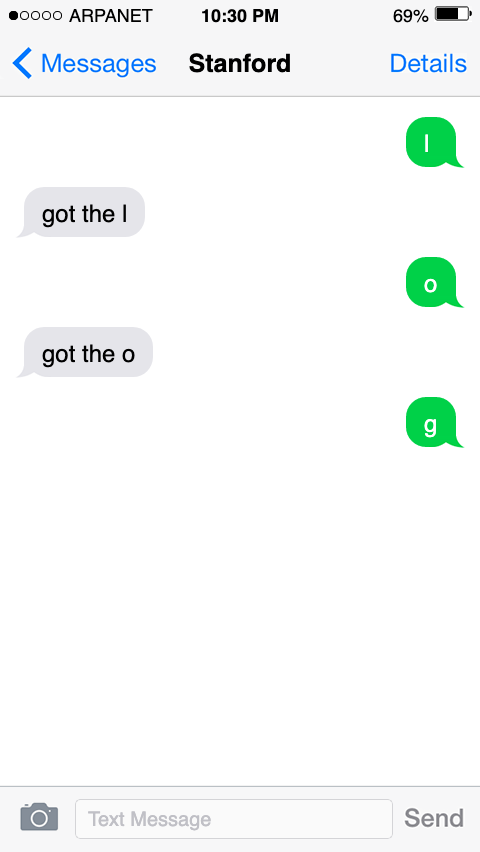 ARPANET 10:30 PM 69%
Messages Stanford Details
l
got the l
o
got the o
g
Text Message Send